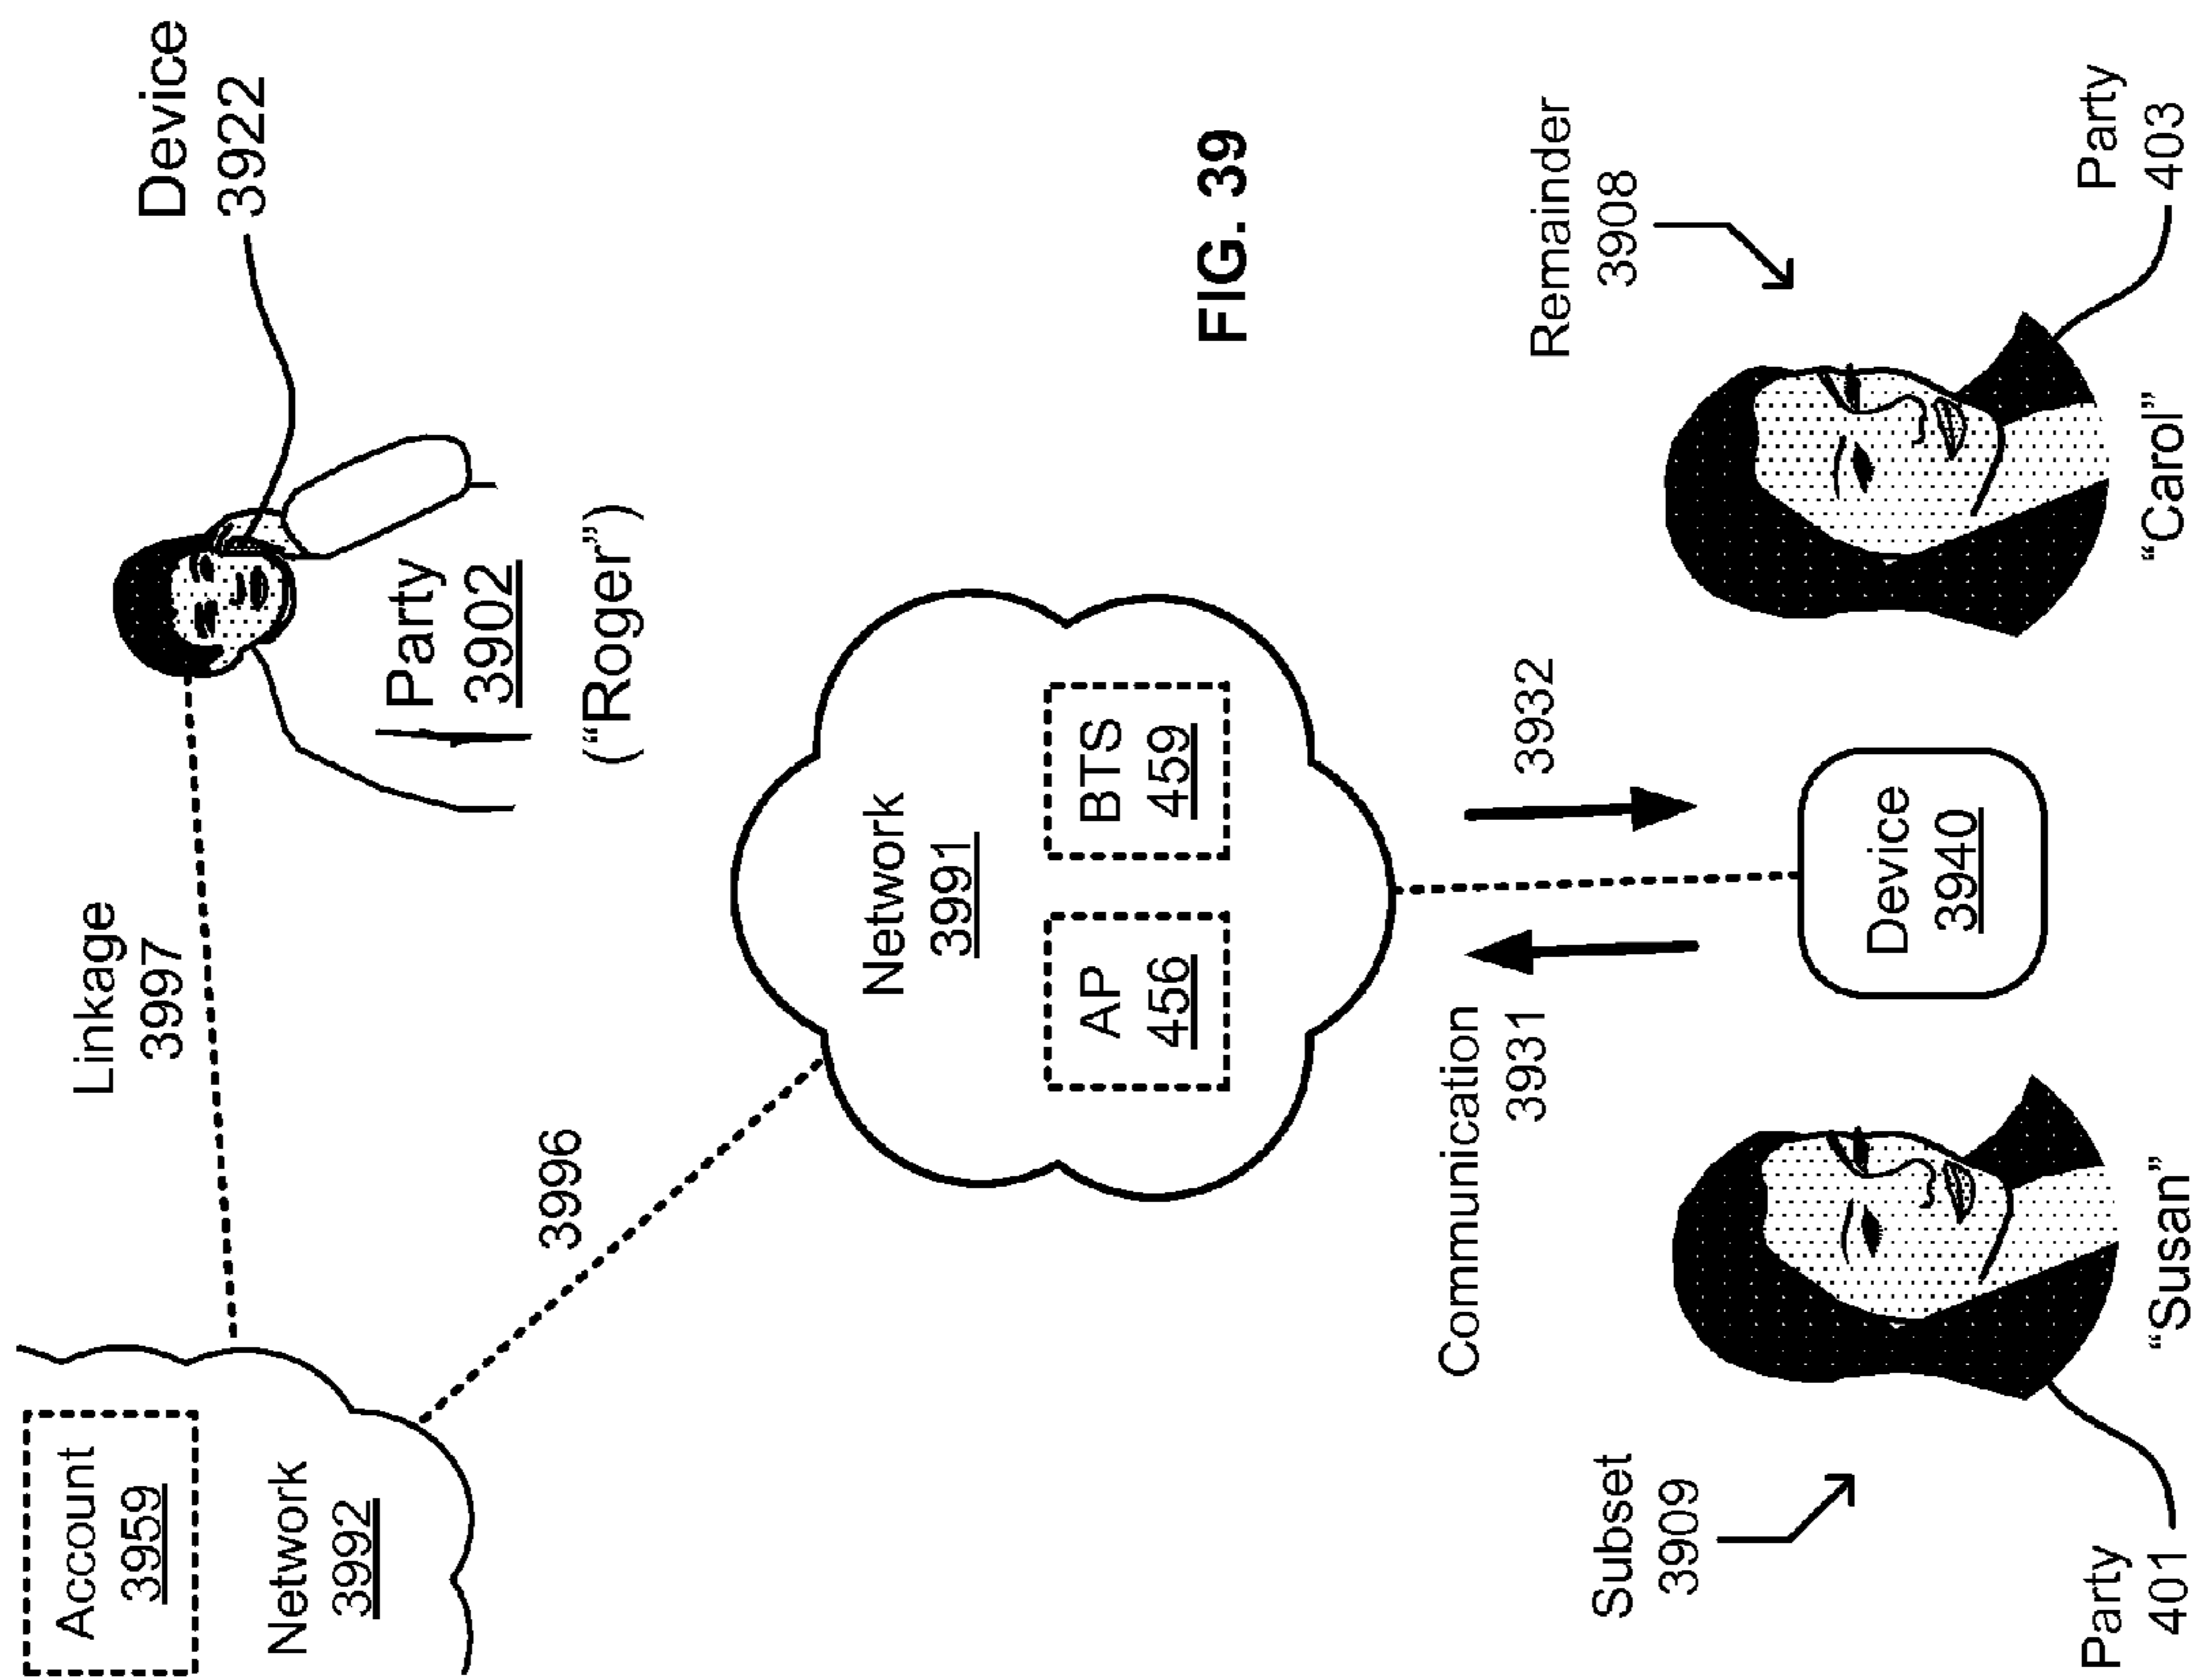 Account
3959
Network
3992
Linkage
3997
3996
Device
3922
Party
3902
("Roger")
Network
3991
AP
456
BTS
459
FIG. 39
Communication
3931
3932
Subset
3909
Device
3940
Remainder
3908
Party
401
"Susan"
"Carol"
Party
403